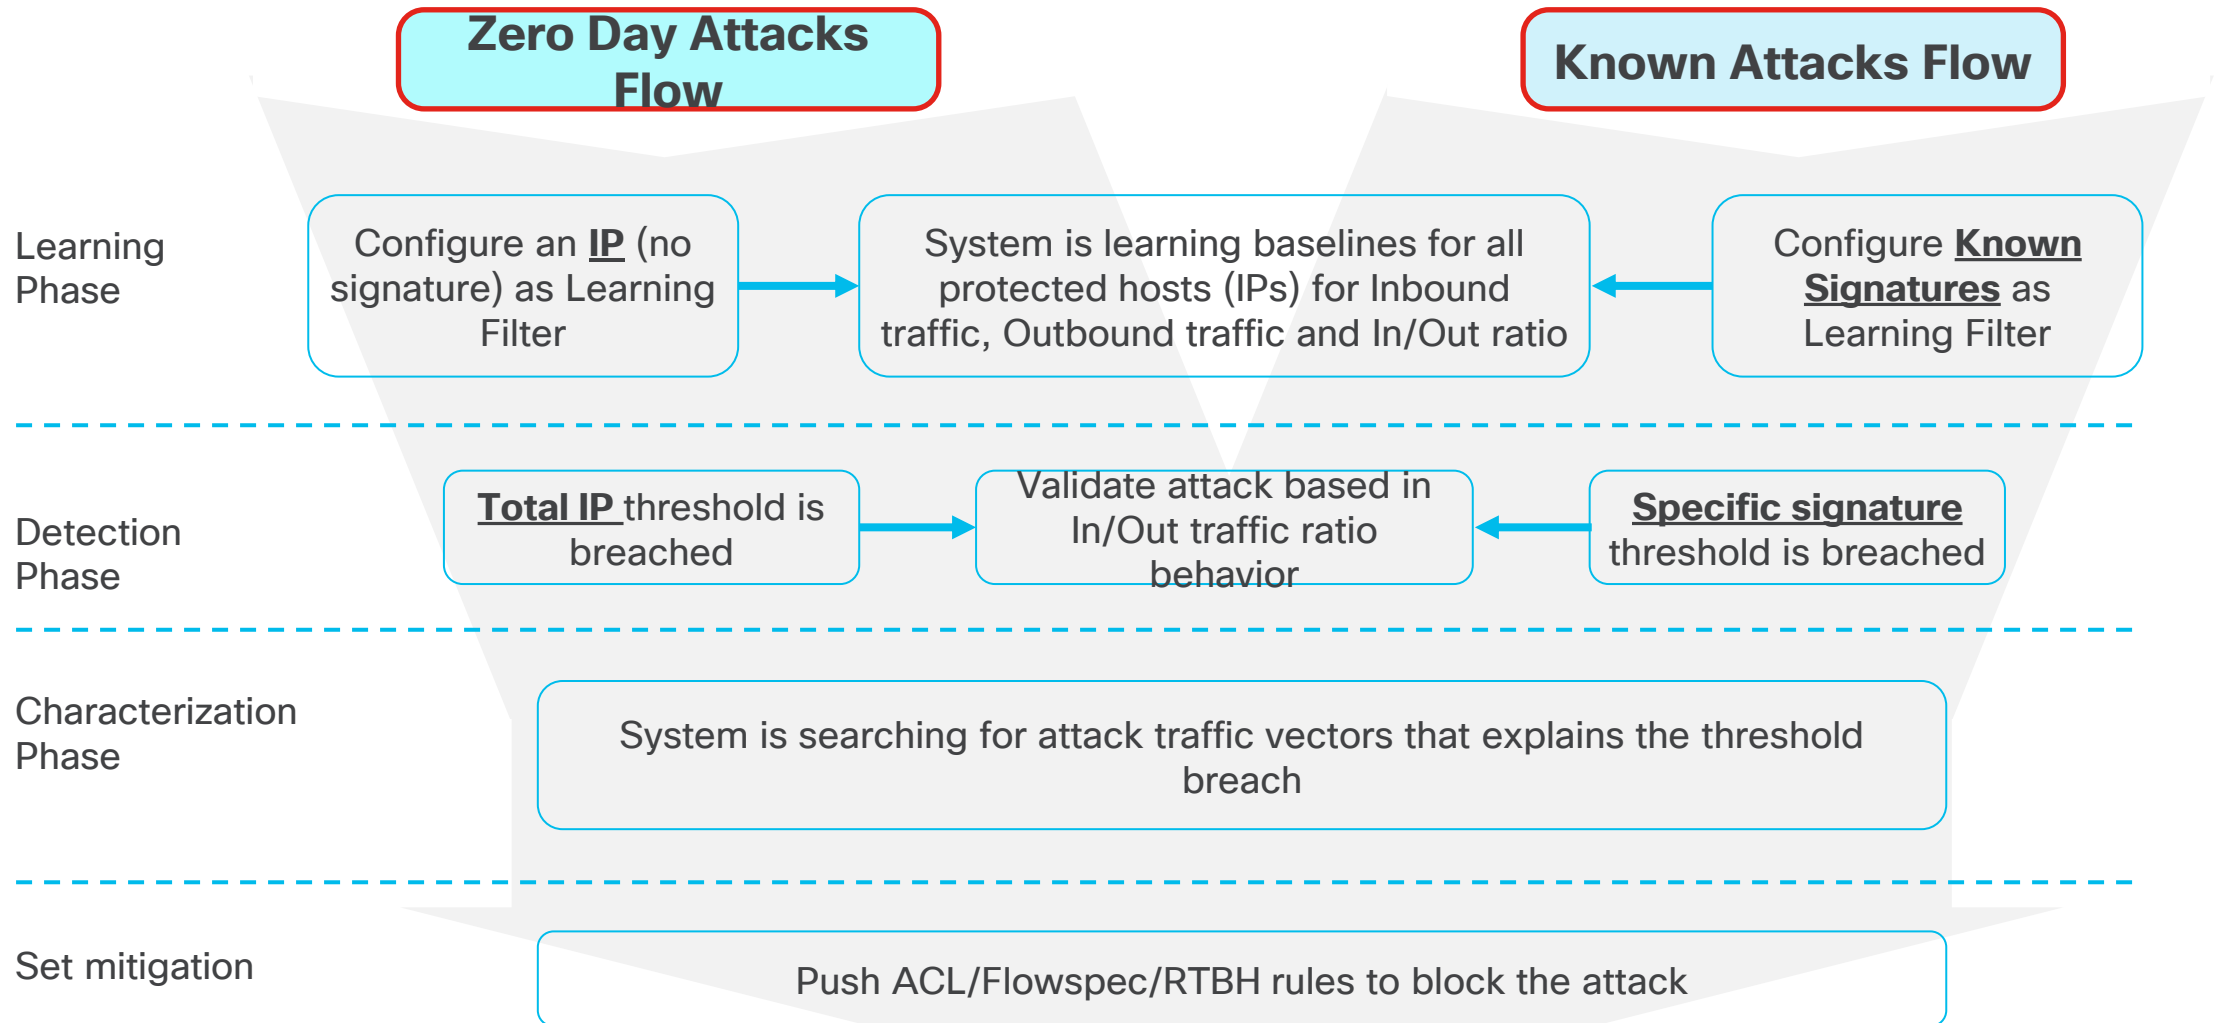 Zero Day Attacks
Flow
Known Attacks Flow
Learning
Phase
Configure an IP (no
signature) as Learning
Filter
System is learning baselines for all
protected hosts (IPs) for Inbound
traffic, Outbound traffic and In/Out ratio
Configure Known
Signatures as
Learning Filter
Detection
Phase
Total IP threshold is
breached
Validate attack based in
In/Out traffic ratio
behavior
Specific signature
threshold is breached
Characterization
Phase
System is searching for attack traffic vectors that explains the threshold
breach
Set mitigation
Push ACL/Flowspec/RTBH rules to block the attack